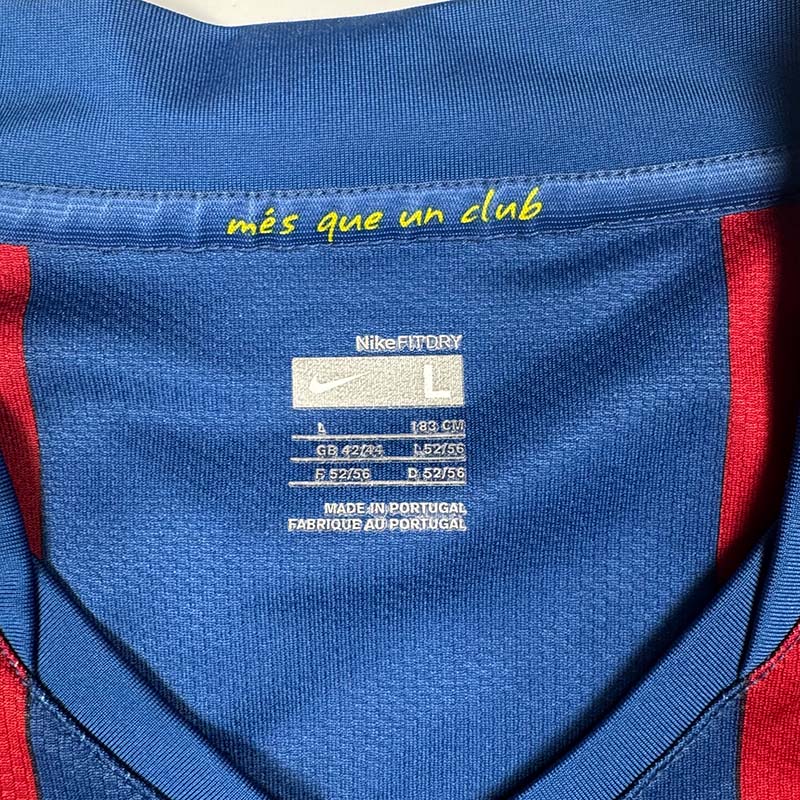 més que un club
NikeFITDRY
L
L 183 CM
GB 42/44 I 52/56
F 52/56 D 52/56
MADE IN PORTUGAL
FABRIQUE AU PORTUGAL